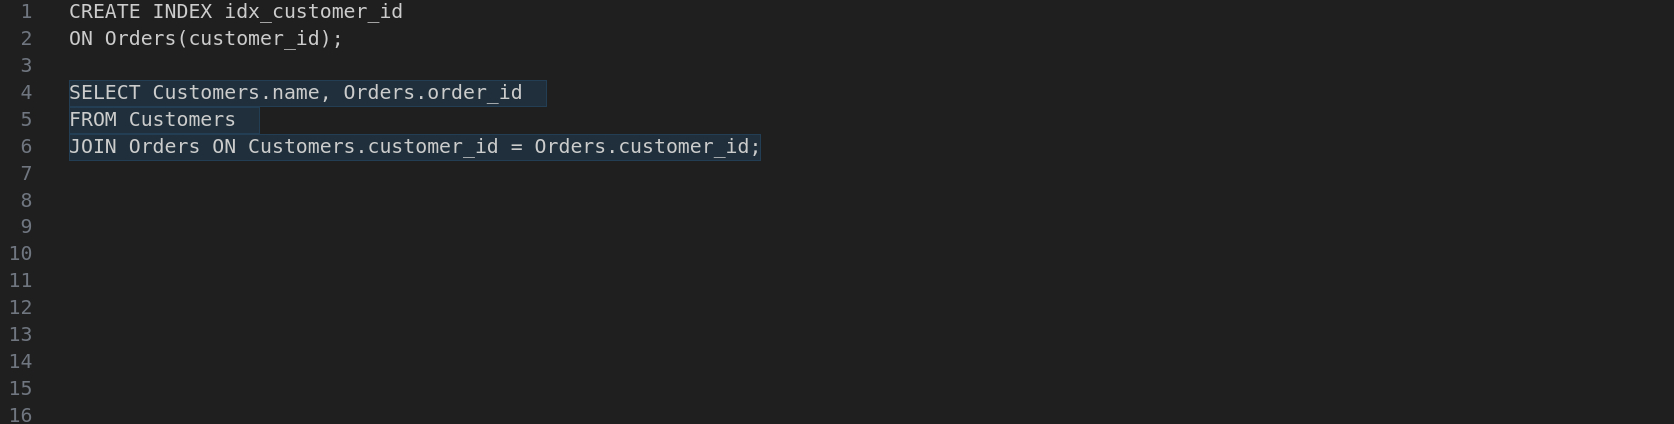 1 CREATE INDEX idx_customer_id
2 ON Orders(customer_id);
3
4 SELECT Customers.name, Orders.order_id
5 FROM Customers
6 JOIN Orders ON Customers.customer_id = Orders.customer_id;
7
8
9
10
11
12
13
14
15
16